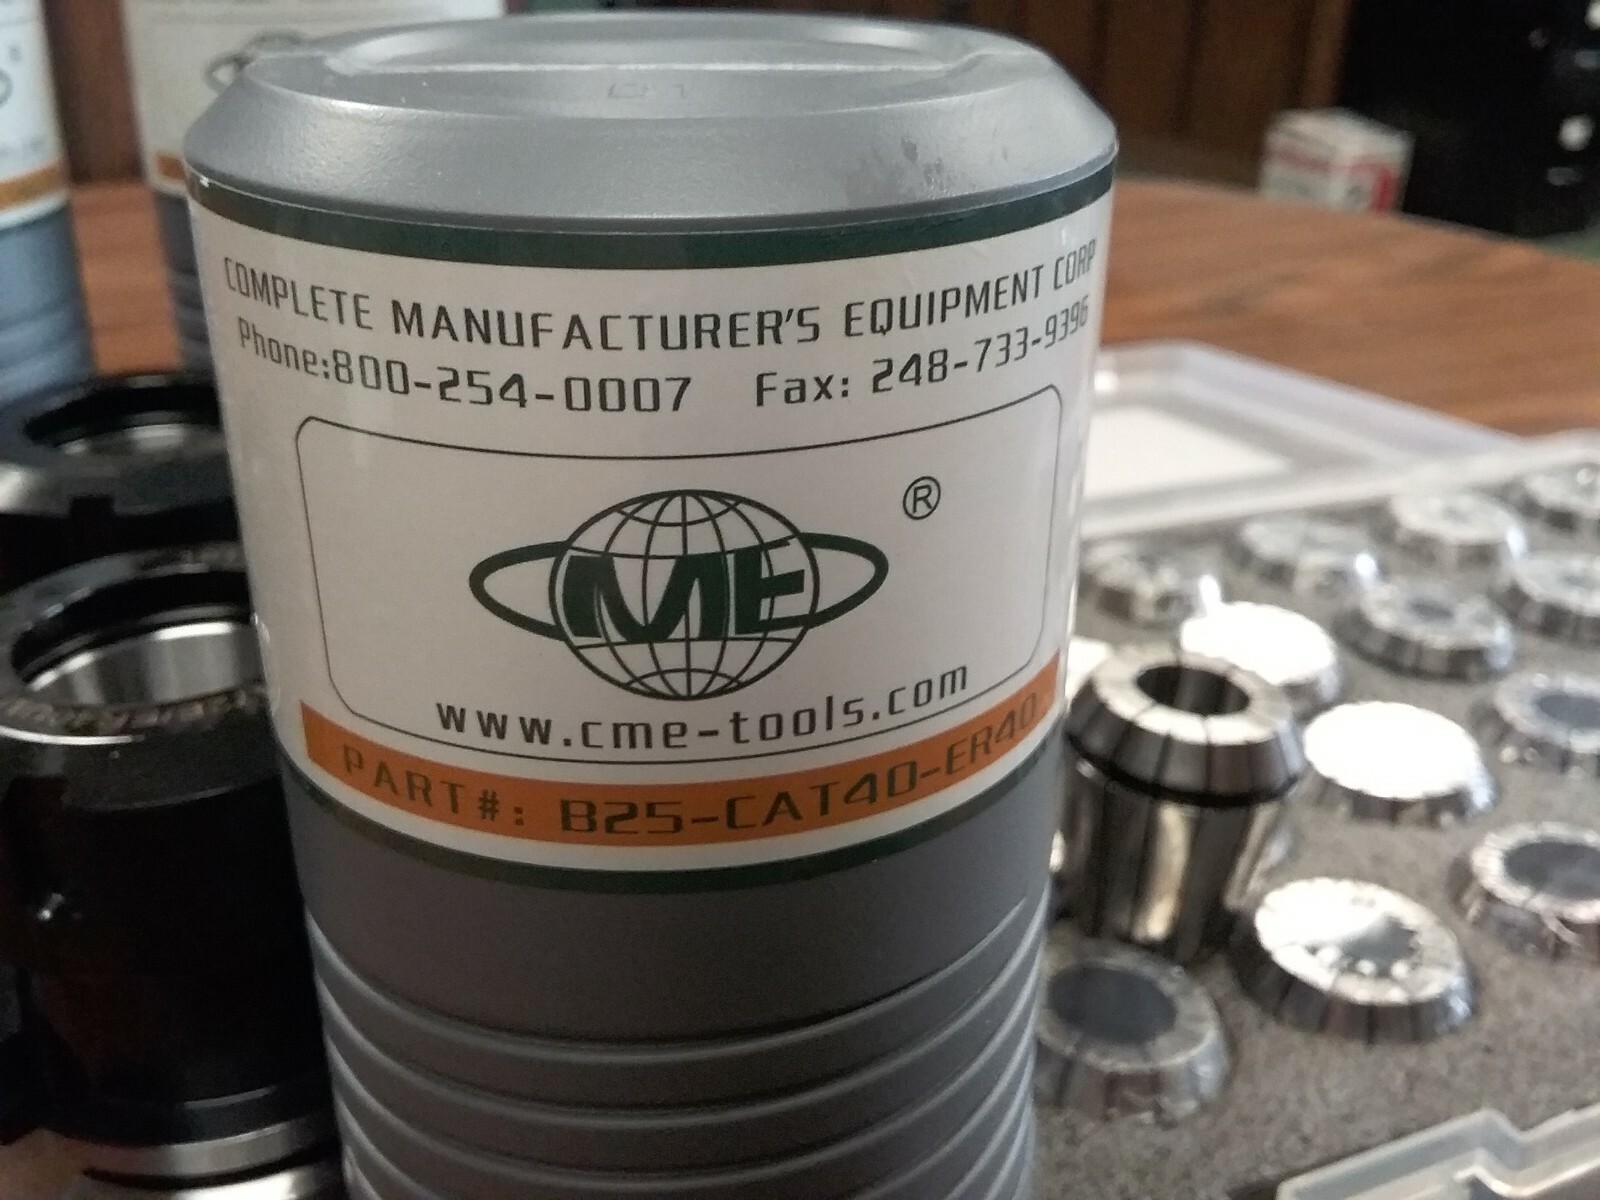 COMPLETE MANUFACTURER'S EQUIPMENT CORP
Phone:800-254-0007 Fax: 248-733-9396
CME ®
www.cme-tools.com
PART#: B25-CAT40-ER40